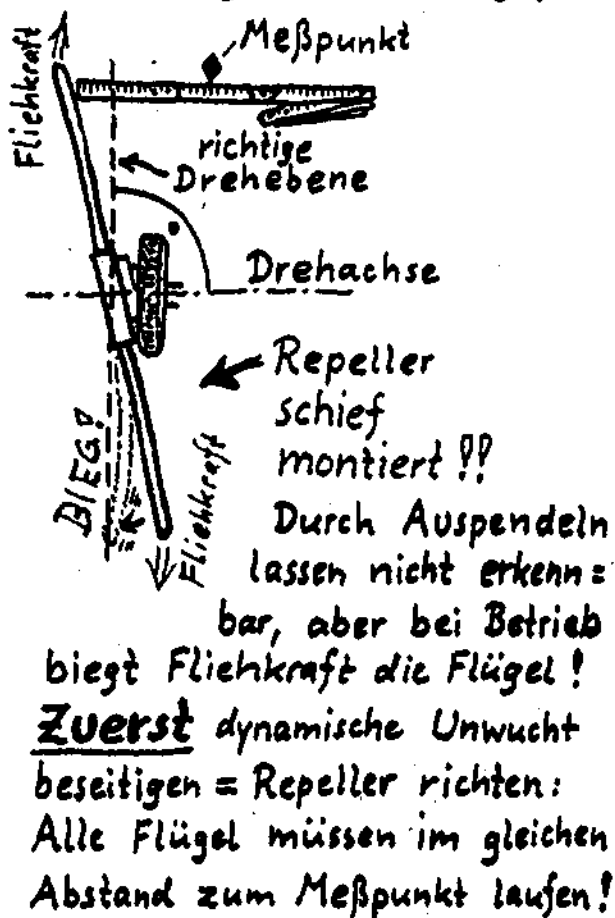 Meßpunkt
Fliehkraft
richtige
Drehebene
Drehachse
Repeller
schief
montiert!!
BIEG!
Fliehkraft
Durch Auspendeln
lassen nicht erkenn=
bar, aber bei Betrieb
biegt Fliehkraft die Flügel!
Zuerst dynamische Unwucht
beseitigen = Repeller richten:
Alle Flügel müssen im gleichen
Abstand zum Meßpunkt laufen!